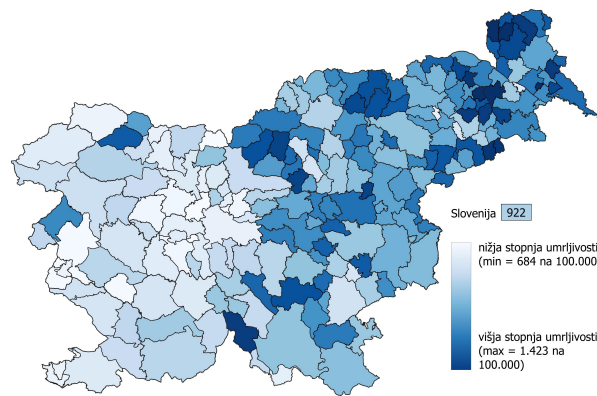 Slovenija 922
nižja stopnja umrljivosti
(min = 684 na 100.000
višja stopnja umrljivosti
(max = 1.423 na
100.000)